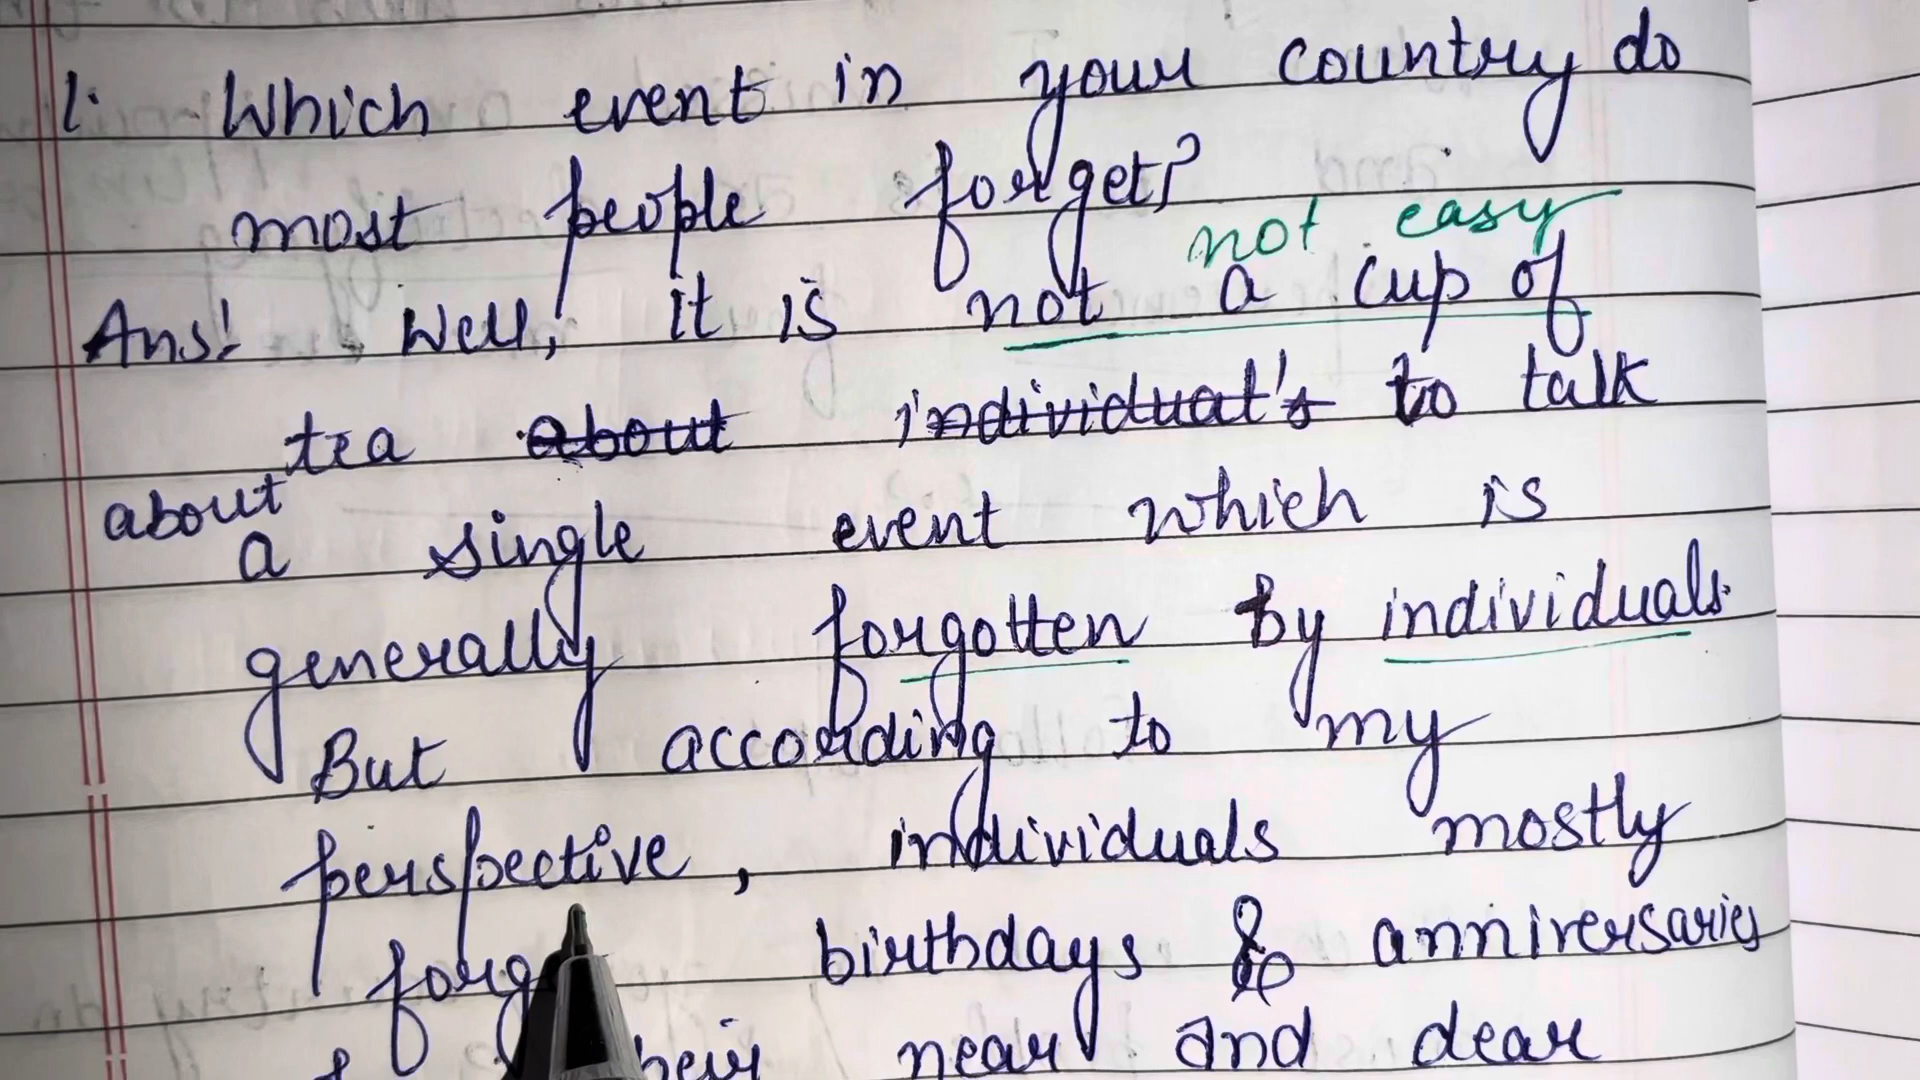 1. Which event in your country do
most people forget?
not easy
Ans: Well, it is not a cup of
tea about individual's to talk
about
a single event which is
generally forgotten by individuals.
But according to my
perspective, individuals mostly
birthdays & anniversaries
near and dear